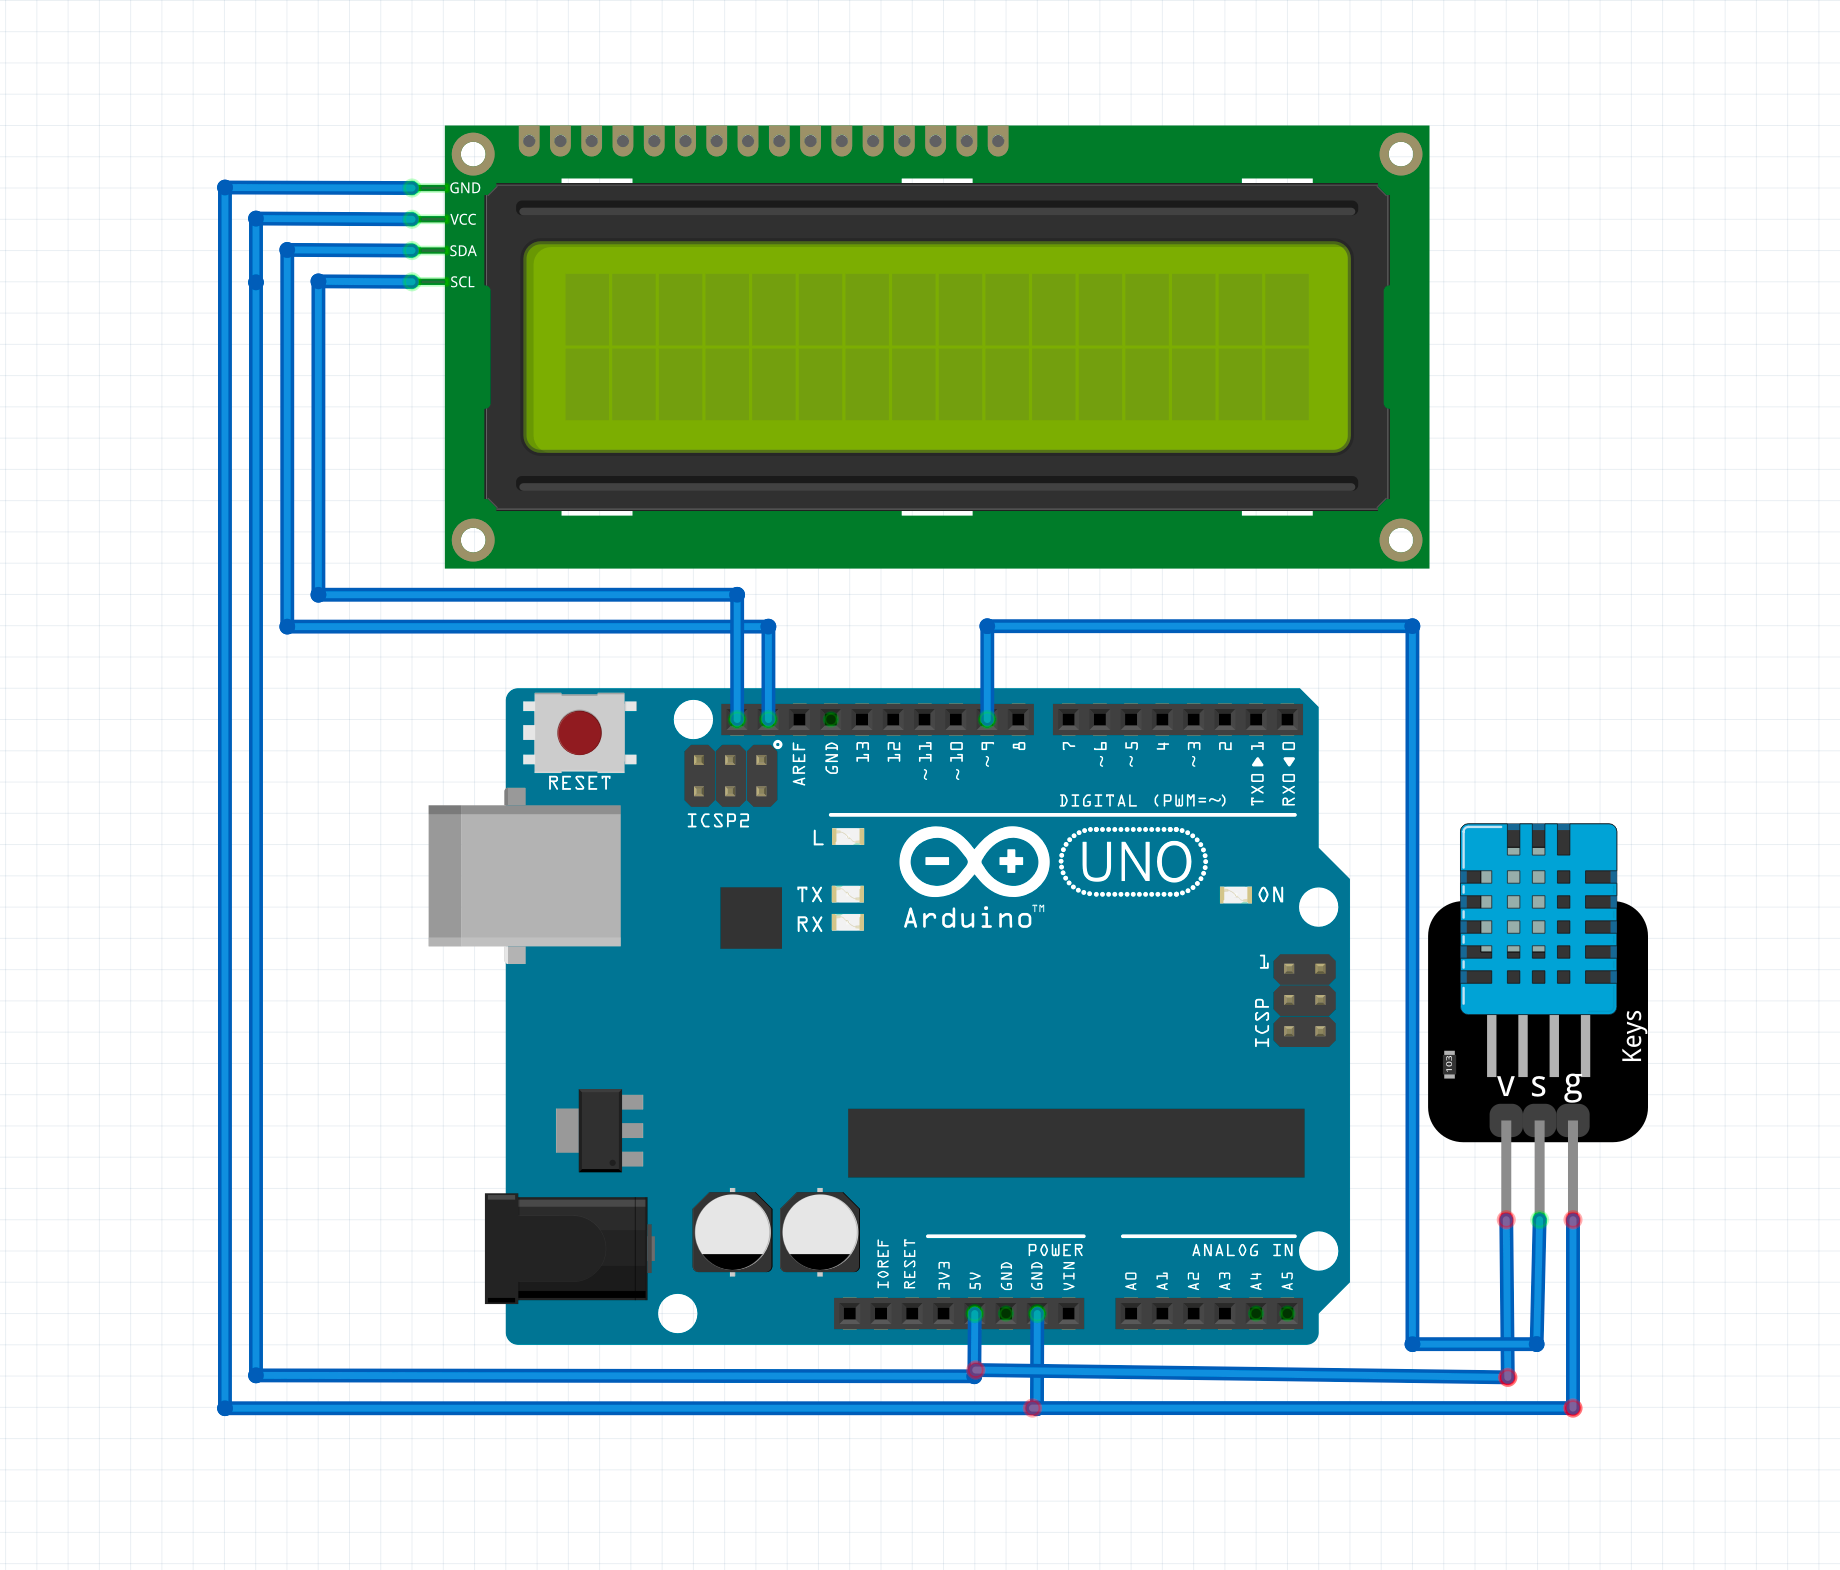 GND
VCC
SDA
SCL
RESET
ICSP2
AREF
GND
13
12
~11
~10
~9
8
7
~6
~5
4
~3
2
TX0▶1
RX0◀0
DIGITAL (PWM=~)
L
TX
RX
UNO
Arduino™
ON
1
ICSP
Keys
103
V S g
POWER
ANALOG IN
IOREF
RESET
3V3
5V
GND
GND
VIN
A0
A1
A2
A3
A4
A5